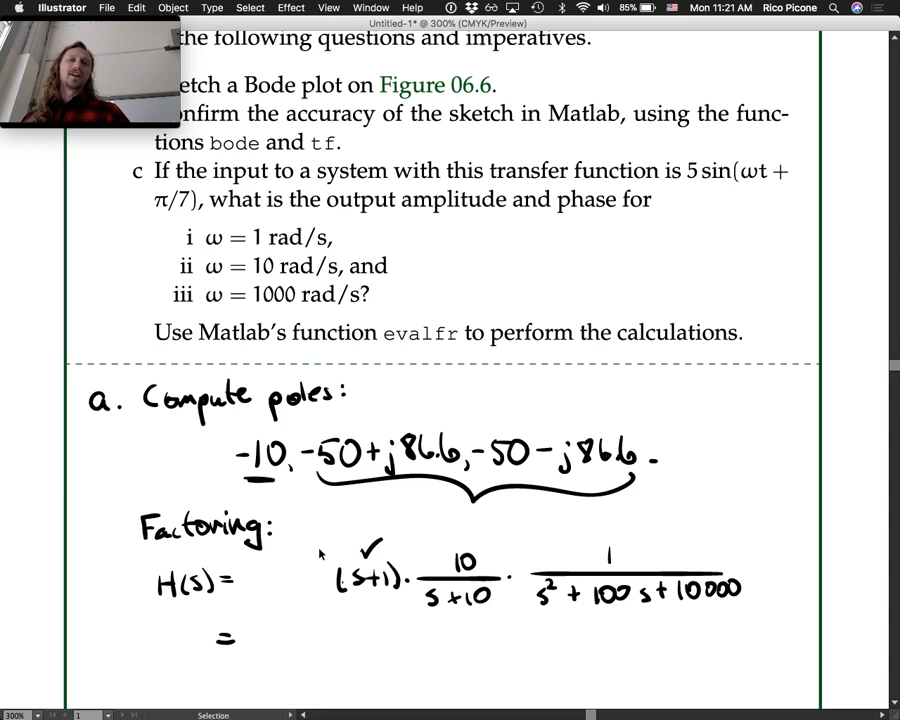 Illustrator File Edit Object Type Select Effect View Window Help 85% Mon 11:21 AM Rico Picone
Untitled-1* @ 300% (CMYK/Preview)
the following questions and imperatives.
etch a Bode plot on Figure 06.6.
onfirm the accuracy of the sketch in Matlab, using the func-
tions bode and tf.
c If the input to a system with this transfer function is 5 sin(ωt +
π/7), what is the output amplitude and phase for
i ω = 1 rad/s,
ii ω = 10 rad/s, and
iii ω = 1000 rad/s?
Use Matlab's function evalfr to perform the calculations.
a. Compute poles:
-10, -50+j86.6, -50-j86.6.
Factoring:
H(s) = (s+1) · 10/(s+10) · 1/(s² + 100s + 10000)
=
300% 1 Selection